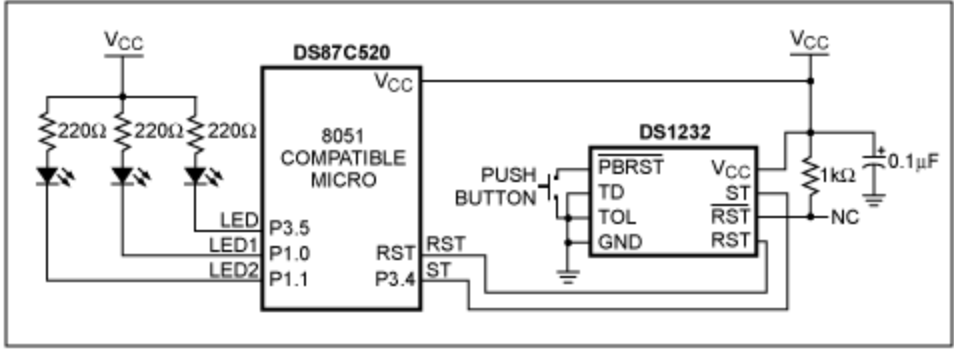 VCC
DS87C520
VCC
220Ω
220Ω
220Ω
8051
COMPATIBLE
MICRO
LED
P3.5
LED1
P1.0
LED2
P1.1
RST
RST
P3.4
ST
VCC
DS1232
PUSH
BUTTON
PBRST
TD
TOL
GND
VCC
ST
RST
RST
1kΩ
+
0.1µF
NC